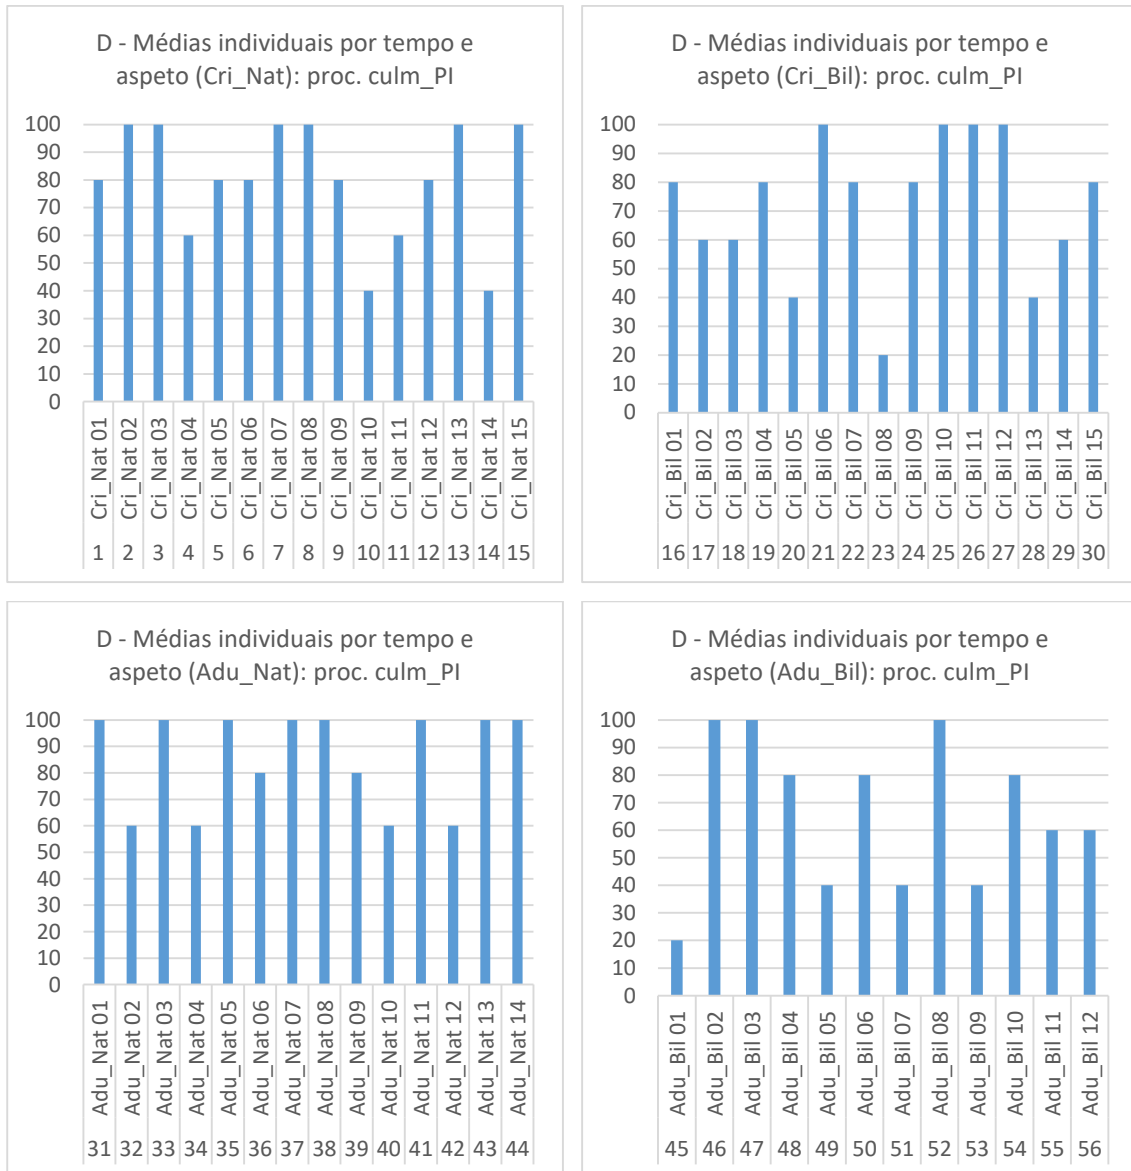 D - Médias individuais por tempo e
aspeto (Cri_Nat): proc. culm_PI
100
90
80
70
60
50
40
30
20
10
0
Cri_Nat 01
Cri_Nat 02
Cri_Nat 03
Cri_Nat 04
Cri_Nat 05
Cri_Nat 06
Cri_Nat 07
Cri_Nat 08
Cri_Nat 09
Cri_Nat 10
Cri_Nat 11
Cri_Nat 12
Cri_Nat 13
Cri_Nat 14
Cri_Nat 15
1 2 3 4 5 6 7 8 9 10 11 12 13 14 15
D - Médias individuais por tempo e
aspeto (Cri_Bil): proc. culm_PI
100
90
80
70
60
50
40
30
20
10
0
Cri_Bil 01
Cri_Bil 02
Cri_Bil 03
Cri_Bil 04
Cri_Bil 05
Cri_Bil 06
Cri_Bil 07
Cri_Bil 08
Cri_Bil 09
Cri_Bil 10
Cri_Bil 11
Cri_Bil 12
Cri_Bil 13
Cri_Bil 14
Cri_Bil 15
16 17 18 19 20 21 22 23 24 25 26 27 28 29 30
D - Médias individuais por tempo e
aspeto (Adu_Nat): proc. culm_PI
100
90
80
70
60
50
40
30
20
10
0
Adu_Nat 01
Adu_Nat 02
Adu_Nat 03
Adu_Nat 04
Adu_Nat 05
Adu_Nat 06
Adu_Nat 07
Adu_Nat 08
Adu_Nat 09
Adu_Nat 10
Adu_Nat 11
Adu_Nat 12
Adu_Nat 13
Adu_Nat 14
31 32 33 34 35 36 37 38 39 40 41 42 43 44
D - Médias individuais por tempo e
aspeto (Adu_Bil): proc. culm_PI
100
90
80
70
60
50
40
30
20
10
0
Adu_Bil 01
Adu_Bil 02
Adu_Bil 03
Adu_Bil 04
Adu_Bil 05
Adu_Bil 06
Adu_Bil 07
Adu_Bil 08
Adu_Bil 09
Adu_Bil 10
Adu_Bil 11
Adu_Bil 12
45 46 47 48 49 50 51 52 53 54 55 56